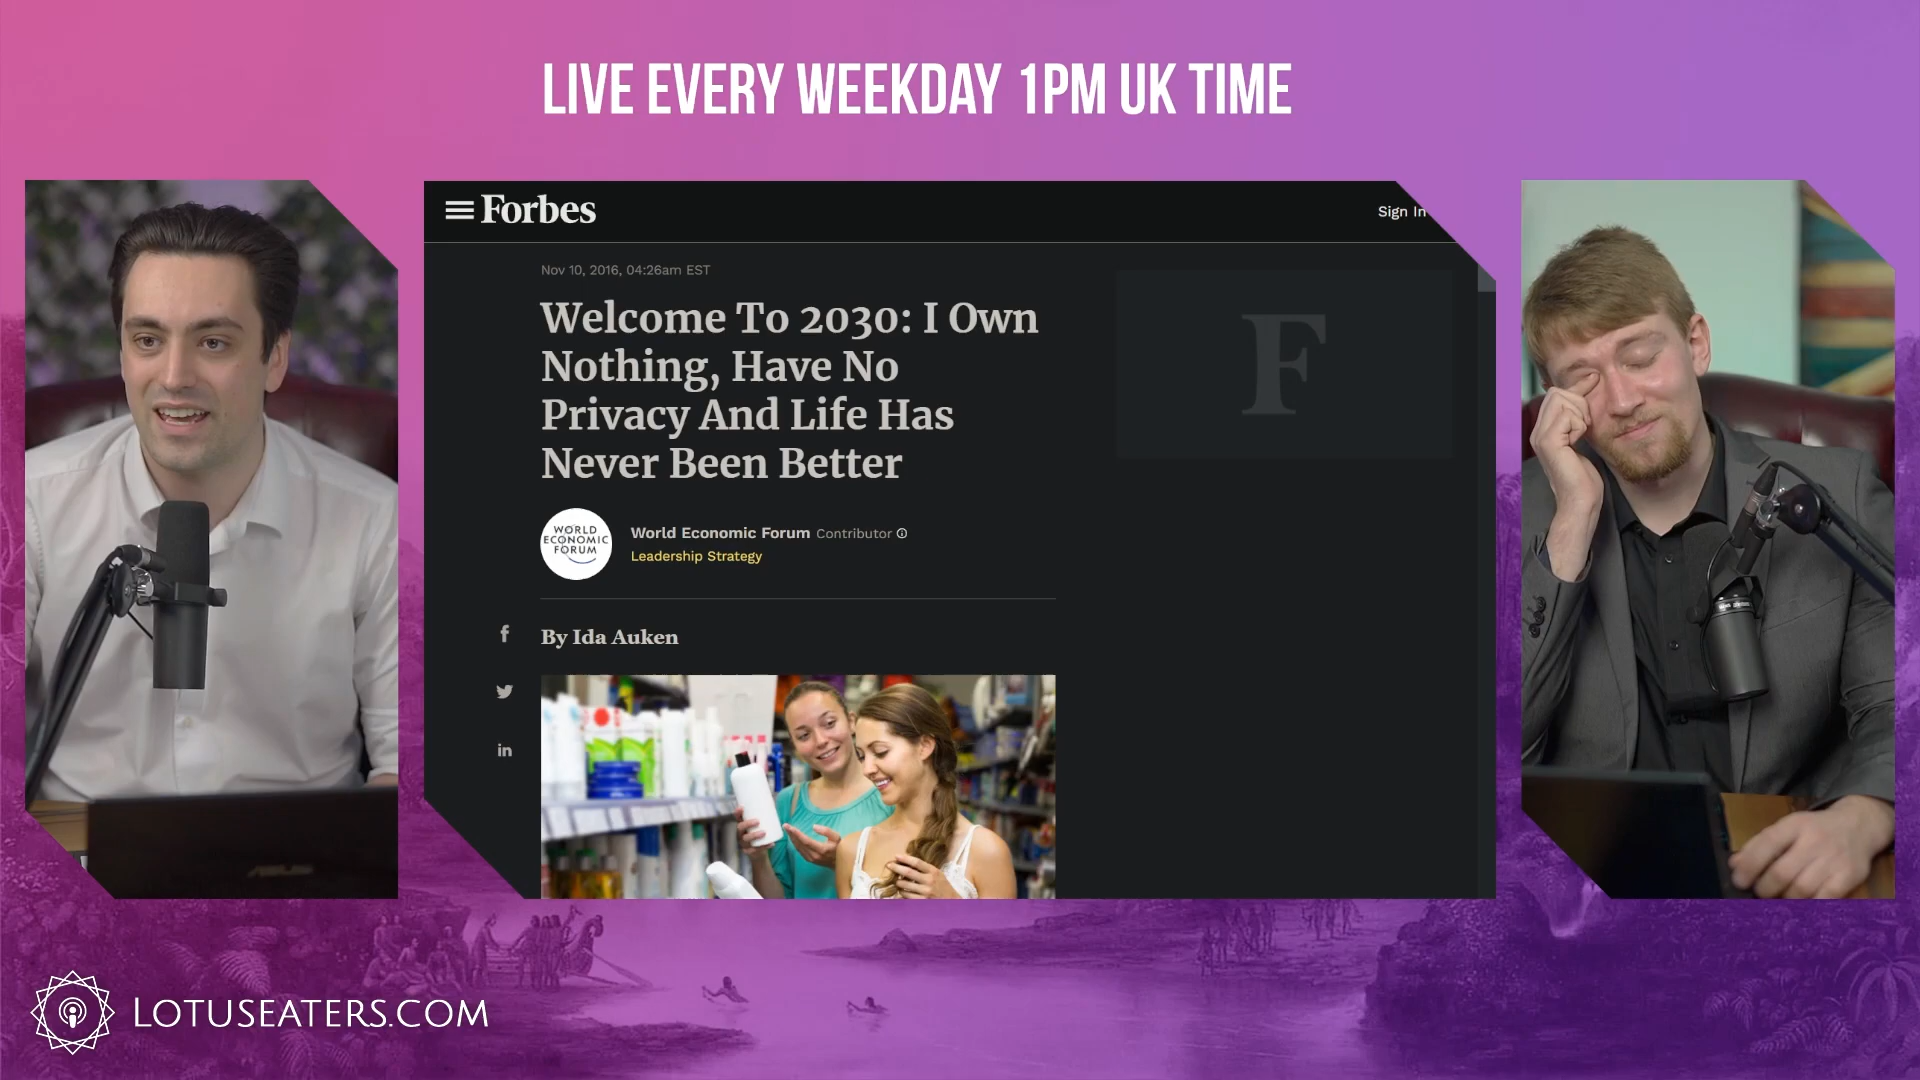 LIVE EVERY WEEKDAY 1PM UK TIME
Forbes
Sign In
Nov 10, 2016, 04:26am EST
Welcome To 2030: I Own
Nothing, Have No
Privacy And Life Has
Never Been Better
F
WORLD
ECONOMIC
FORUM
World Economic Forum Contributor
Leadership Strategy
By Ida Auken
LOTUSEATERS.COM